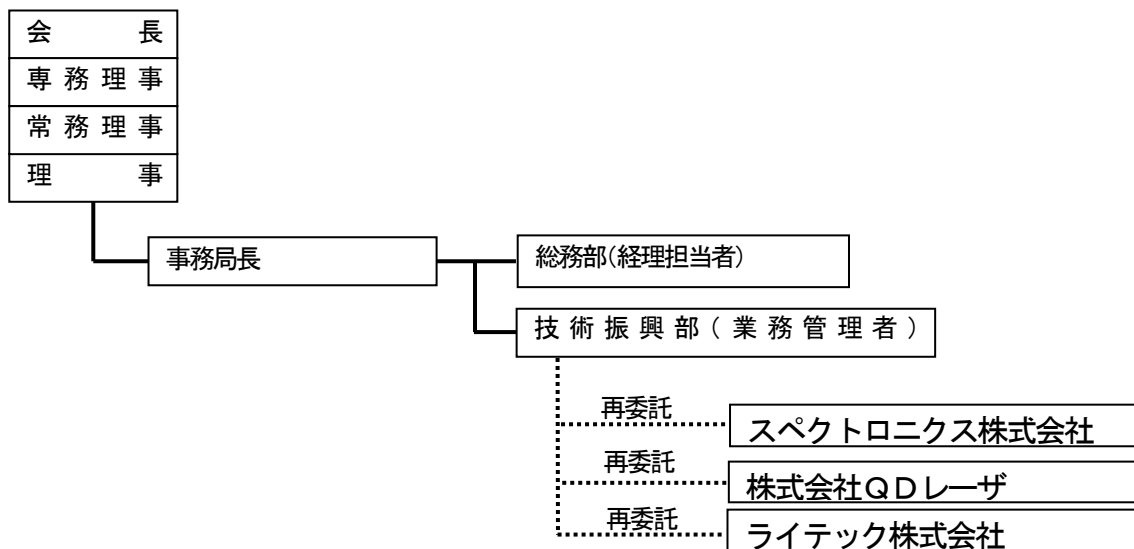 会長
専務理事
常務理事
理事
事務局長
総務部(経理担当者)
技術振興部(業務管理者)
再委託
スペクトロニクス株式会社
再委託
株式会社QDレーザ
再委託
ライテック株式会社